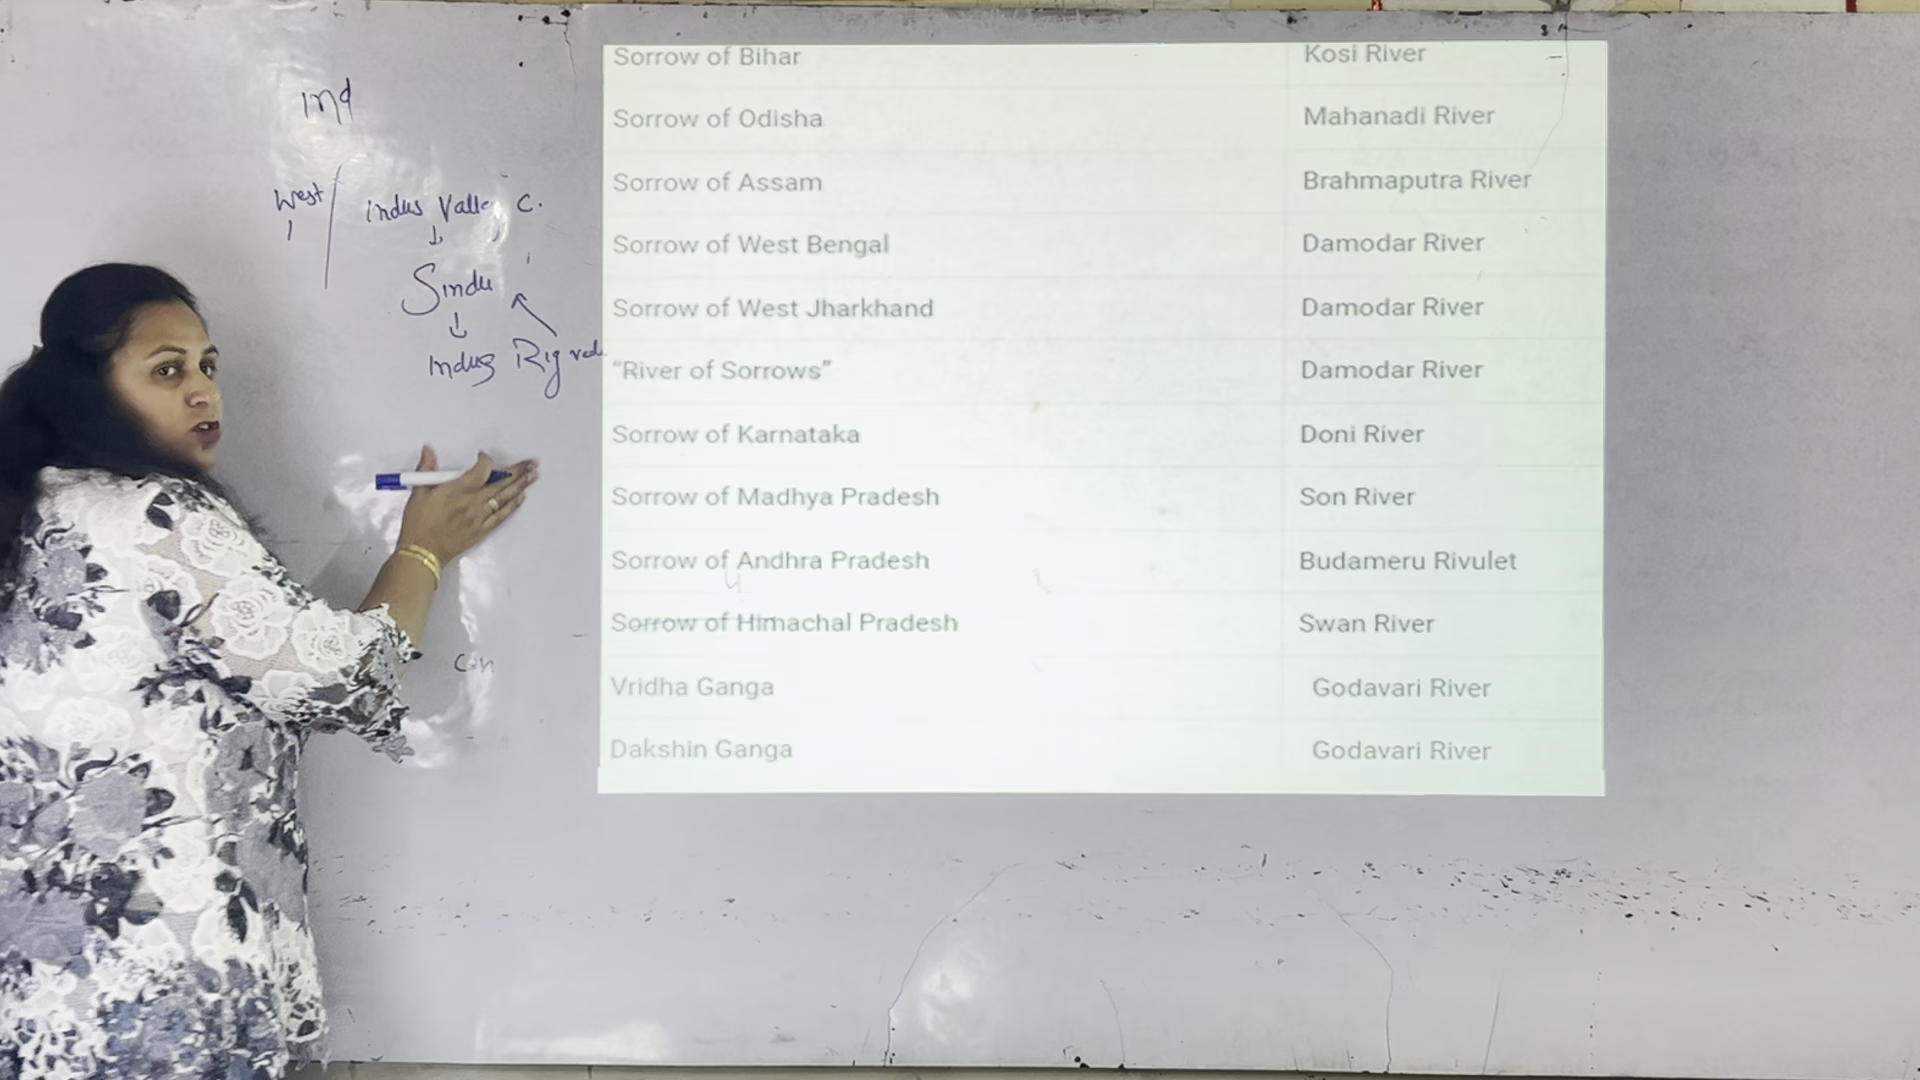 Ind
West
indus Valley C.
Sindu
Indus Rig ved
Con
Sorrow of Bihar Kosi River
Sorrow of Odisha Mahanadi River
Sorrow of Assam Brahmaputra River
Sorrow of West Bengal Damodar River
Sorrow of West Jharkhand Damodar River
“River of Sorrows” Damodar River
Sorrow of Karnataka Doni River
Sorrow of Madhya Pradesh Son River
Sorrow of Andhra Pradesh Budameru Rivulet
Sorrow of Himachal Pradesh Swan River
Vridha Ganga Godavari River
Dakshin Ganga Godavari River